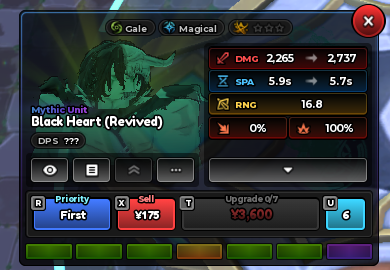 Gale
Magical
DMG 2,265 → 2,737
SPA 5.9s → 5.7s
RNG 16.8
0% 100%
Mythic Unit
Black Heart (Revived)
DPS ???
R Priority First
X Sell ¥175
T Upgrade 0/7 ¥3,600
U 6